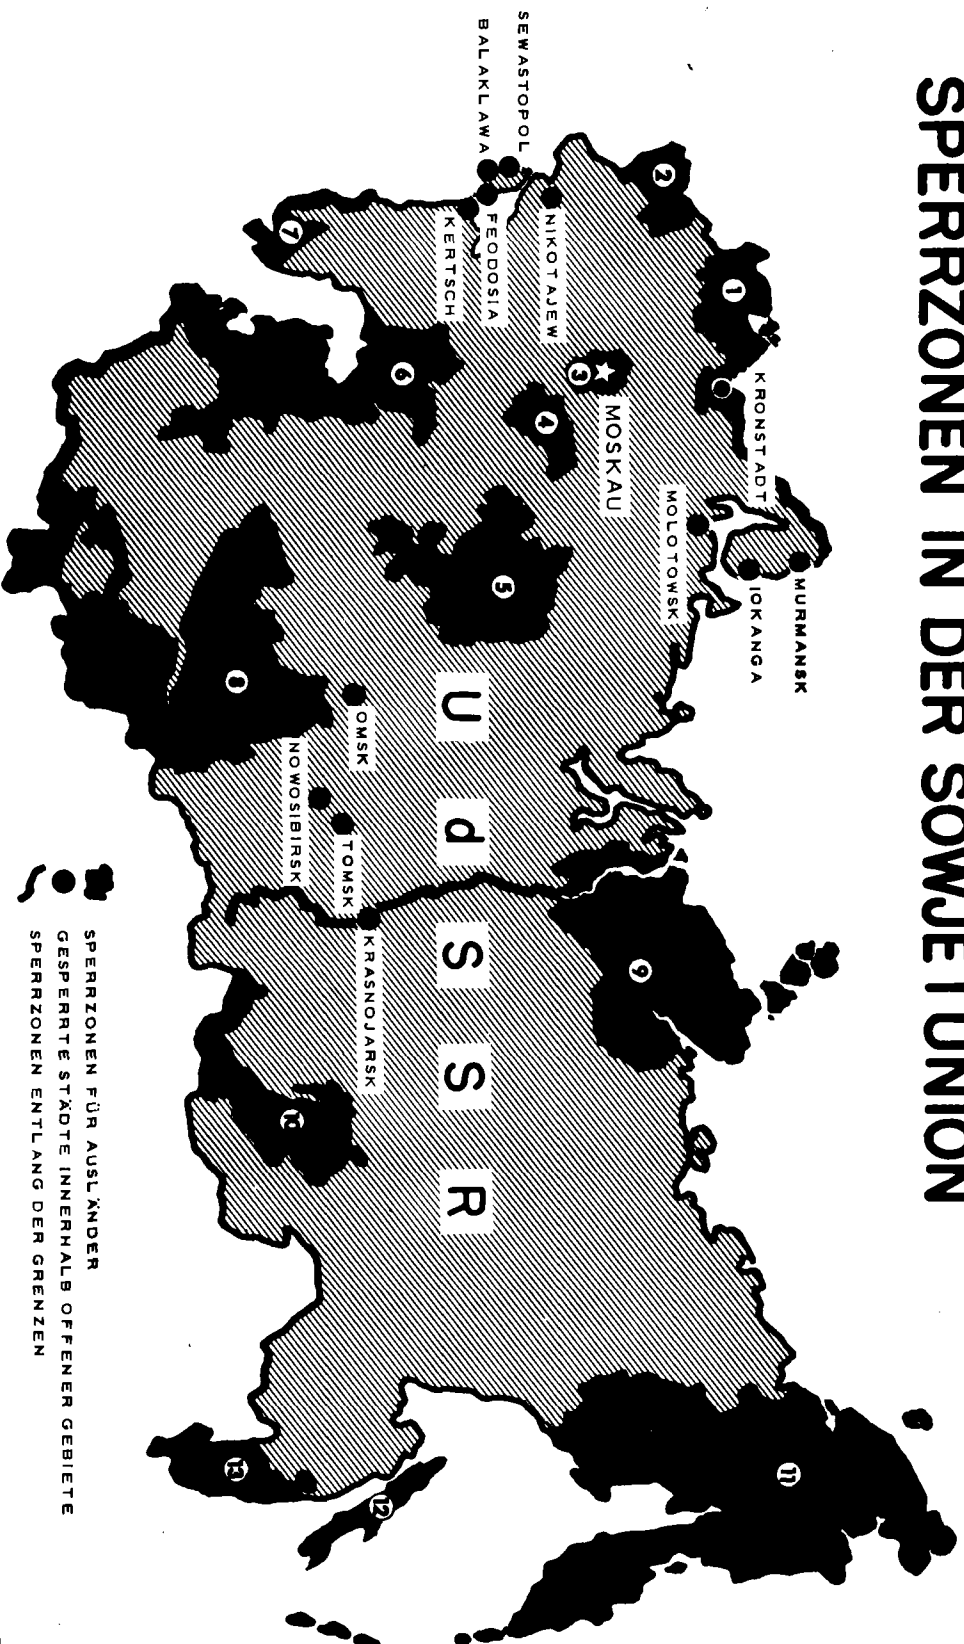 SPERRZONEN IN DER SOWJETUNION
MURMANSK
IOKANGA
KRONSTADT
MOLOTOWSK
2
1
9
11
MOSKAU
3
4
NIKOTAJEW
SEWASTOPOL
BALAKLAWA
FEODOSIA
KERTSCH
5
U d S S R
6
7
OMSK
TOMSK
NOWOSIBIRSK
KRASNOJARSK
8
10
12
13
SPERRZONEN FÜR AUSLÄNDER
GESPERRTE STÄDTE INNERHALB OFFENER GEBIETE
SPERRZONEN ENTLANG DER GRENZEN